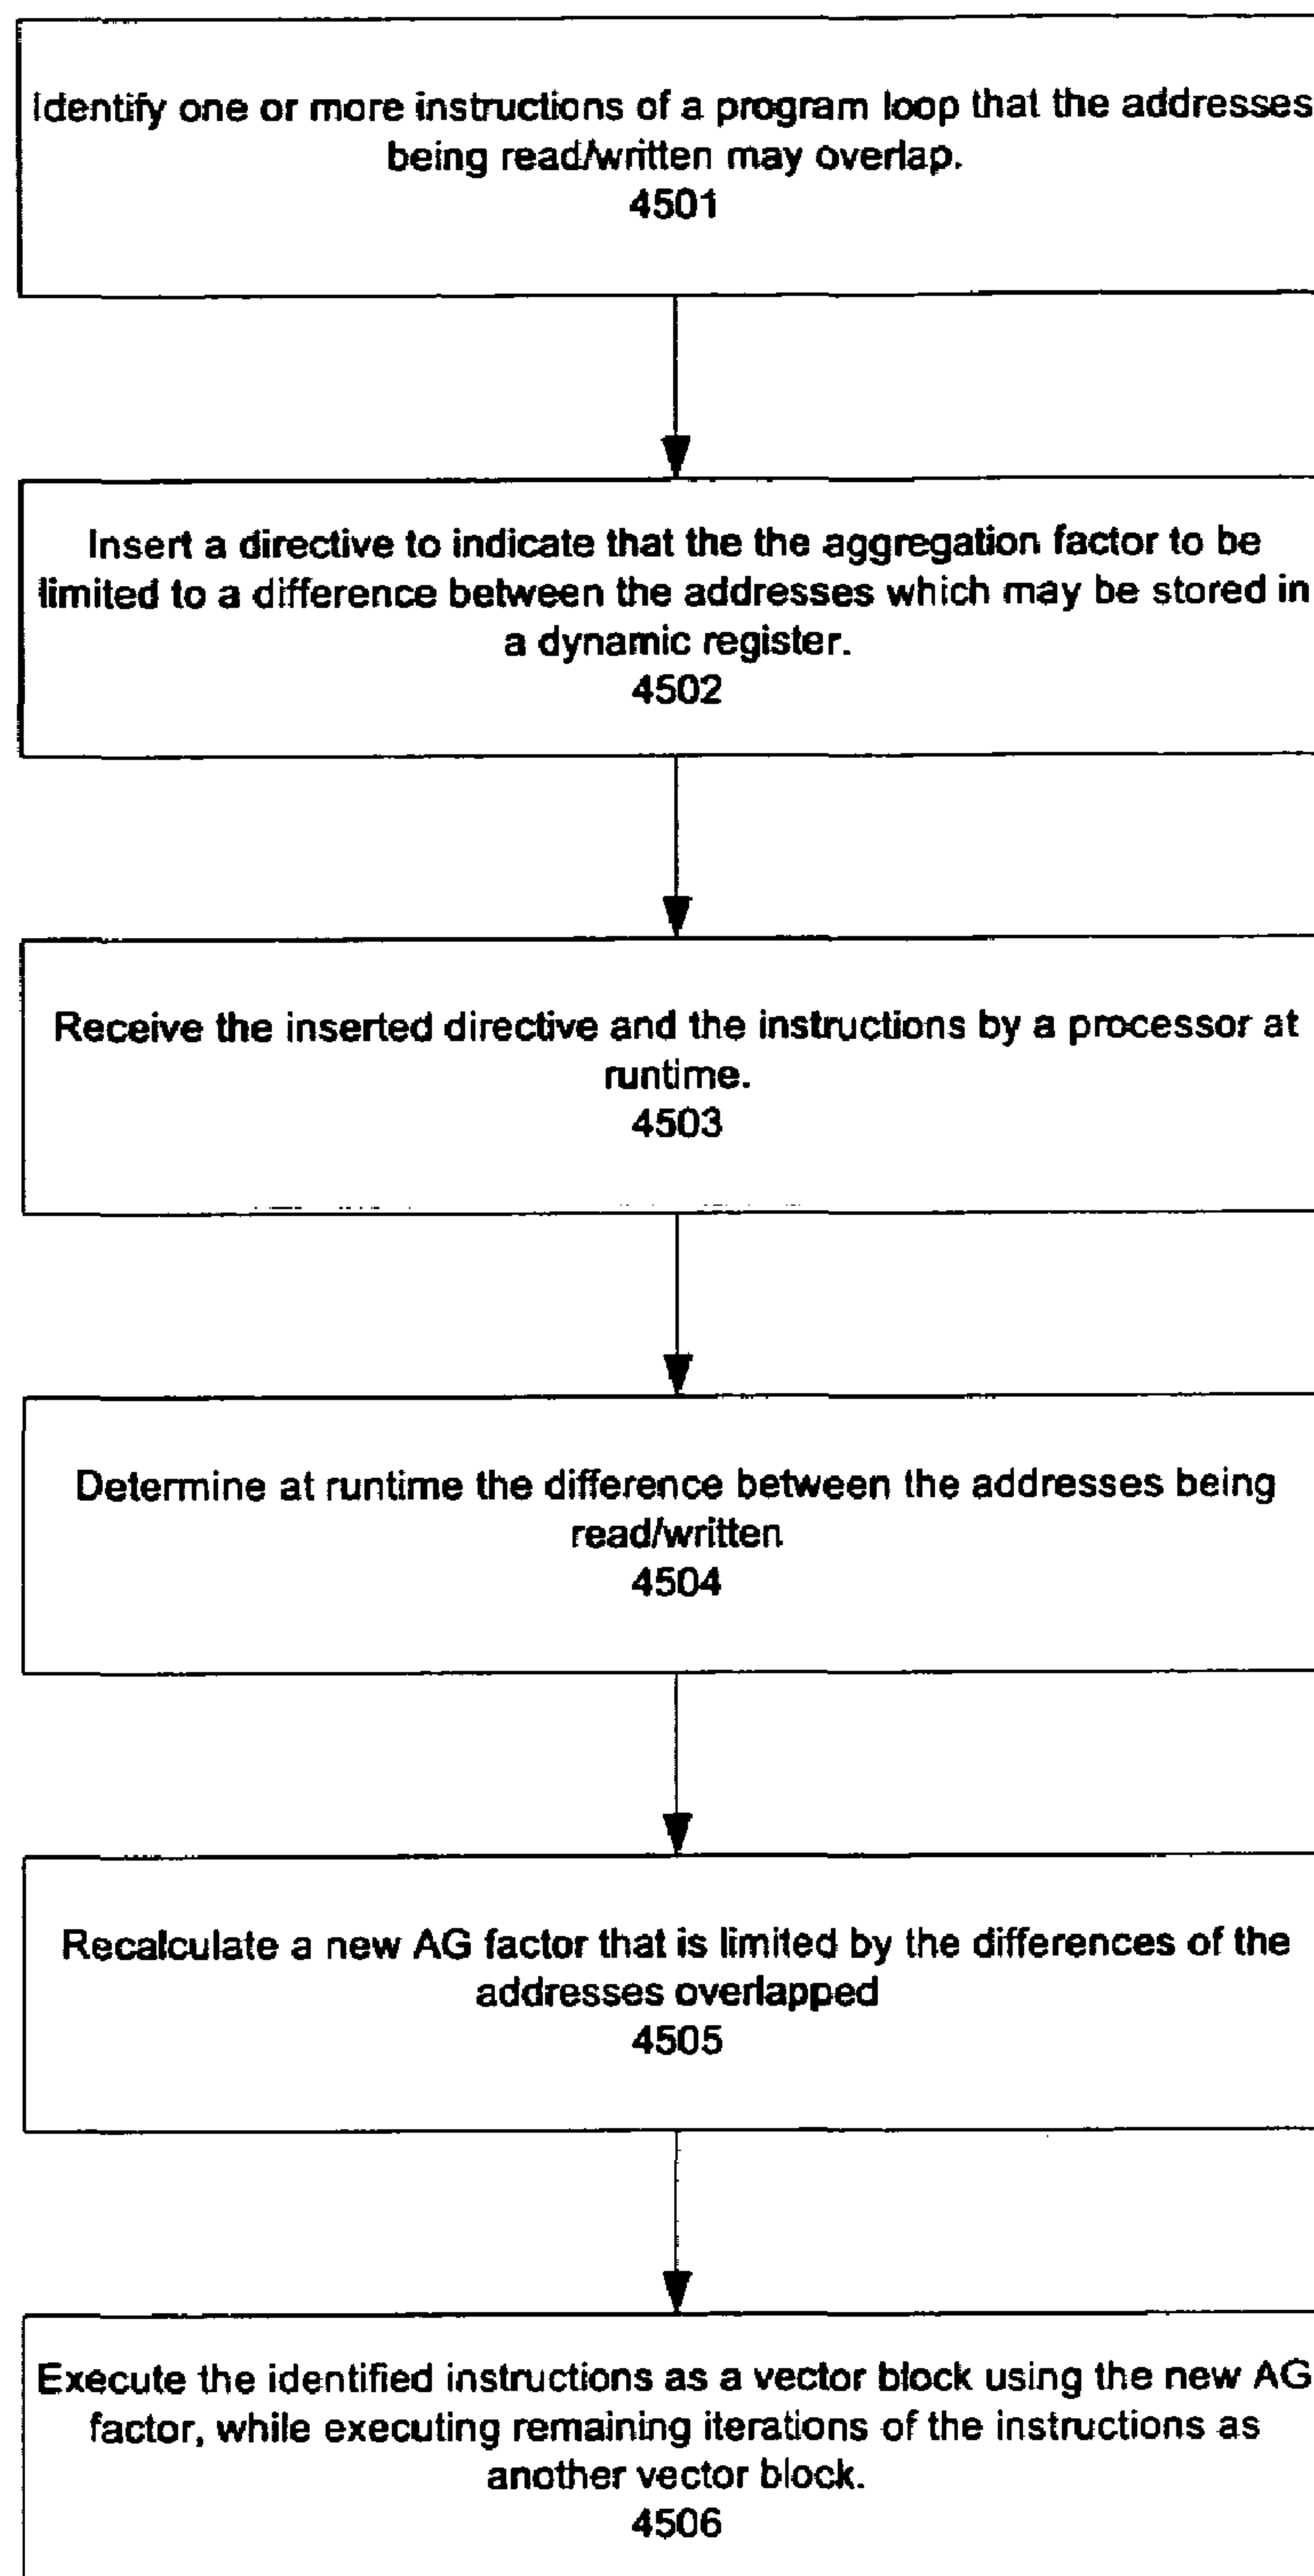 Identify one or more instructions of a program loop that the addresses
being read/written may overlap.
4501
Insert a directive to indicate that the the aggregation factor to be
limited to a difference between the addresses which may be stored in
a dynamic register.
4502
Receive the inserted directive and the instructions by a processor at
runtime.
4503
Determine at runtime the difference between the addresses being
read/written
4504
Recalculate a new AG factor that is limited by the differences of the
addresses overlapped
4505
Execute the identified instructions as a vector block using the new AG
factor, while executing remaining iterations of the instructions as
another vector block.
4506